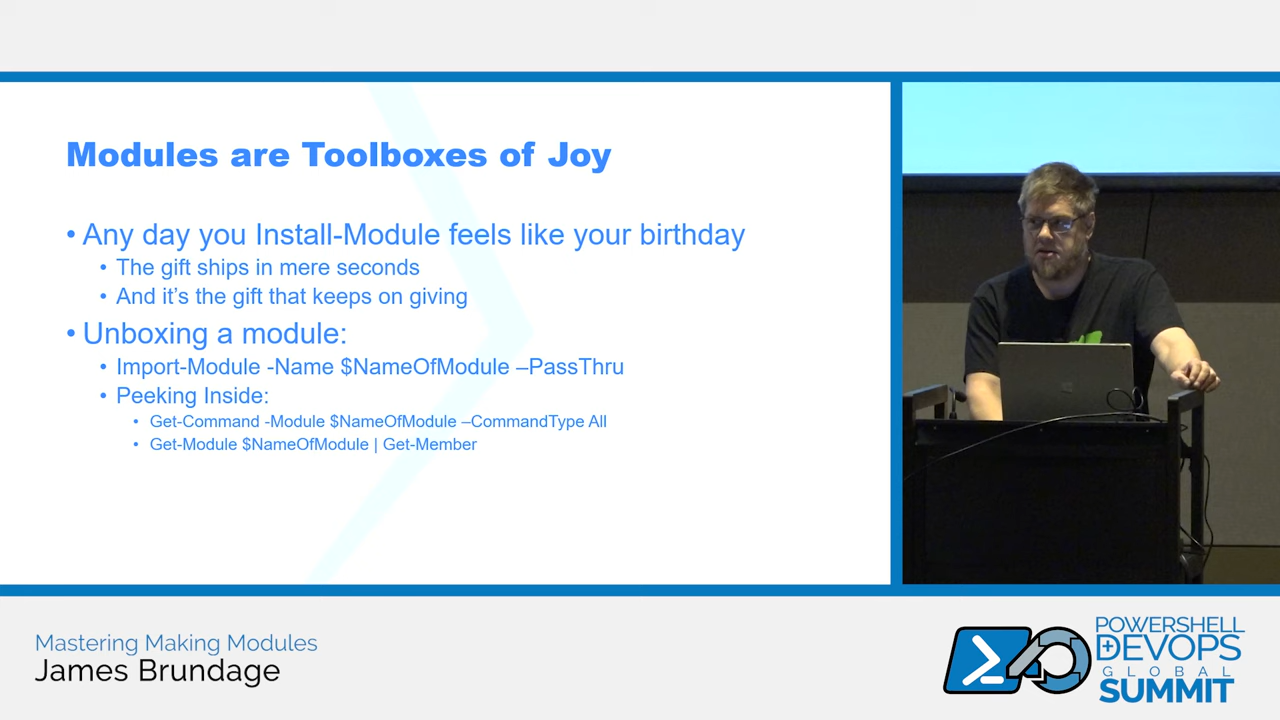 Modules are Toolboxes of Joy
• Any day you Install-Module feels like your birthday
• The gift ships in mere seconds
• And it’s the gift that keeps on giving
• Unboxing a module:
• Import-Module -Name $NameOfModule –PassThru
• Peeking Inside:
• Get-Command -Module $NameOfModule –CommandType All
• Get-Module $NameOfModule | Get-Member
Mastering Making Modules
James Brundage
POWERSHELL
DEVOPS
GLOBAL
SUMMIT